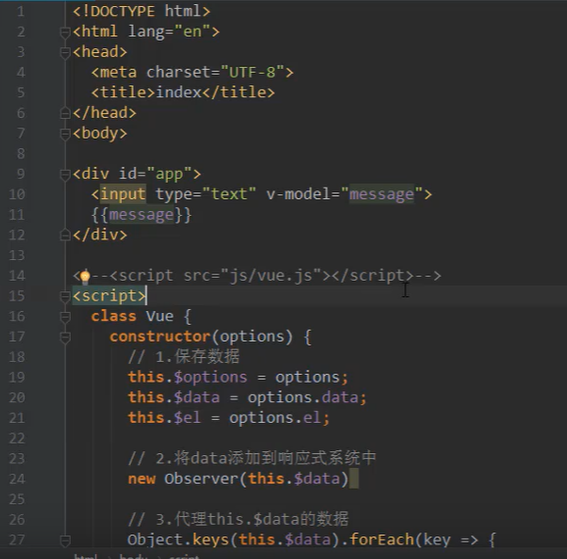 1 <!DOCTYPE html>
2 <html lang="en">
3 <head>
4 <meta charset="UTF-8">
5 <title>index</title>
6 </head>
7 <body>
8
9 <div id="app">
10 <input type="text" v-model="message">
11 {{message}}
12 </div>
13
14 <--<script src="js/vue.js"></script>-->
15 <script>
16 class Vue {
17 constructor(options) {
18 // 1.保存数据
19 this.$options = options;
20 this.$data = options.data;
21 this.$el = options.el;
22
23 // 2.将data添加到响应式系统中
24 new Observer(this.$data)
25
26 // 3.代理this.$data的数据
27 Object.keys(this.$data).forEach(key => {
html body script